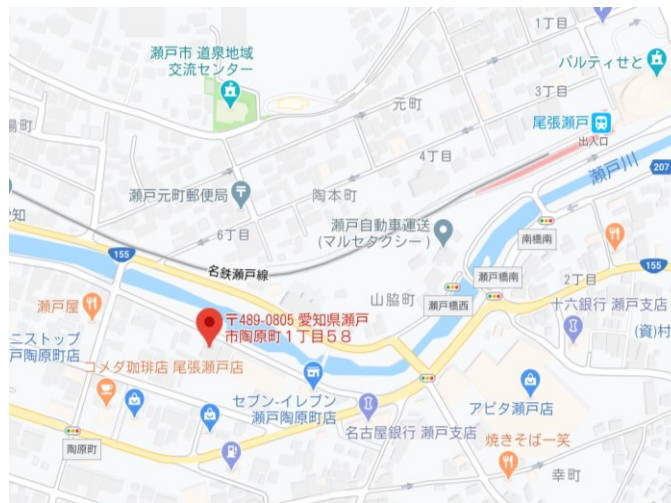 1丁目
瀬戸市 道泉地域
交流センター
パルティせと
元町
3丁目
尾張瀬戸
出入口
4丁目
瀬戸川
207
瀬戸元町郵便局
陶本町
瀬戸自動車運送
(マルセタクシー)
南橋南
6丁目
155
名鉄瀬戸線
瀬戸橋南
2丁目
155
瀬戸橋西
山脇町
十六銀行 瀬戸支店
瀬戸屋
〒489-0805 愛知県瀬戸
市陶原町1丁目58
(資)村
ニストップ
戸陶原町店
コメダ珈琲店 尾張瀬戸店
セブン-イレブン
瀬戸陶原町店
アピタ瀬戸店
名古屋銀行 瀬戸支店
陶原町
焼きそば一笑
幸町